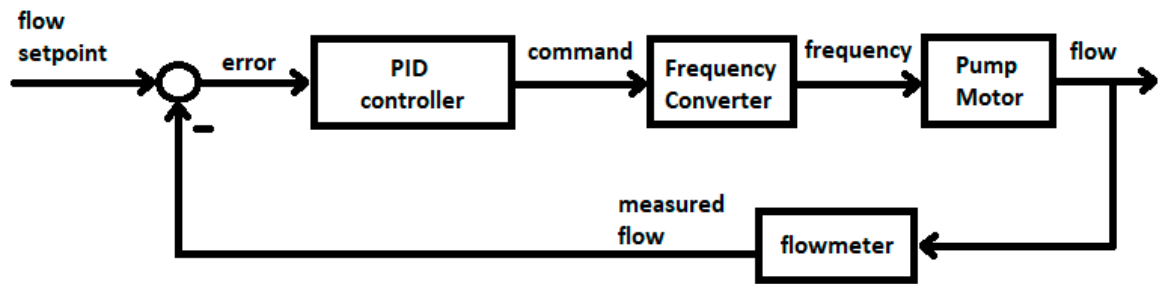 flow
setpoint
error
PID
controller
command
Frequency
Converter
frequency
Pump
Motor
flow
–
measured
flow
flowmeter